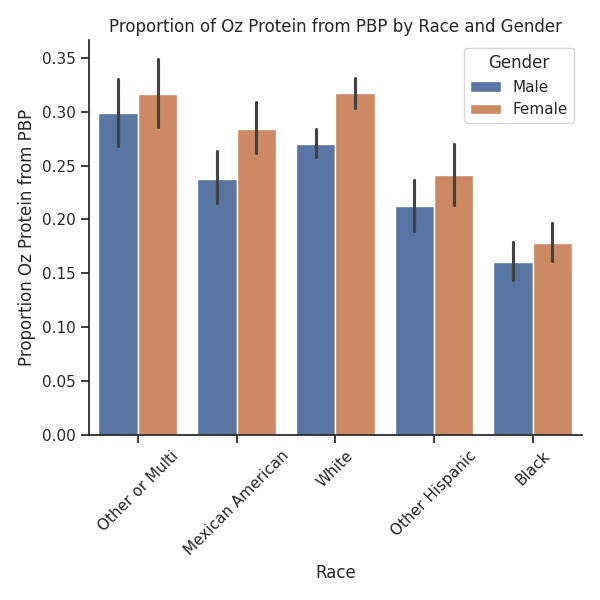 Proportion of Oz Protein from PBP by Race and Gender
Gender
Male
Female
Proportion Oz Protein from PBP
0.35
0.30
0.25
0.20
0.15
0.10
0.05
0.00
Other or Multi
Mexican American
White
Other Hispanic
Black
Race